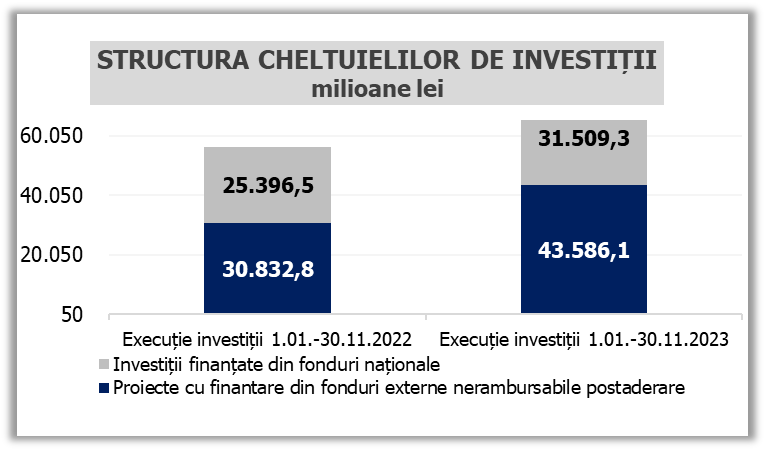 STRUCTURA CHELTUIELILOR DE INVESTIȚII
milioane lei
60.050
40.050
20.050
50
25.396,5
30.832,8
31.509,3
43.586,1
Execuție investiții 1.01.-30.11.2022
Execuție investiții 1.01.-30.11.2023
Investiții finanțate din fonduri naționale
Proiecte cu finantare din fonduri externe nerambursabile postaderare